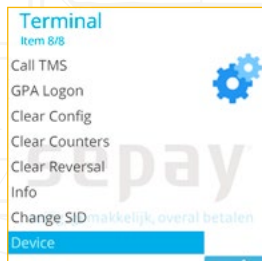 Terminal
Item 8/8
Call TMS
GPA Logon
Clear Config
Clear Counters
Clear Reversal
sepay
Info
Change SID
makkelijk, overal betalen
Device